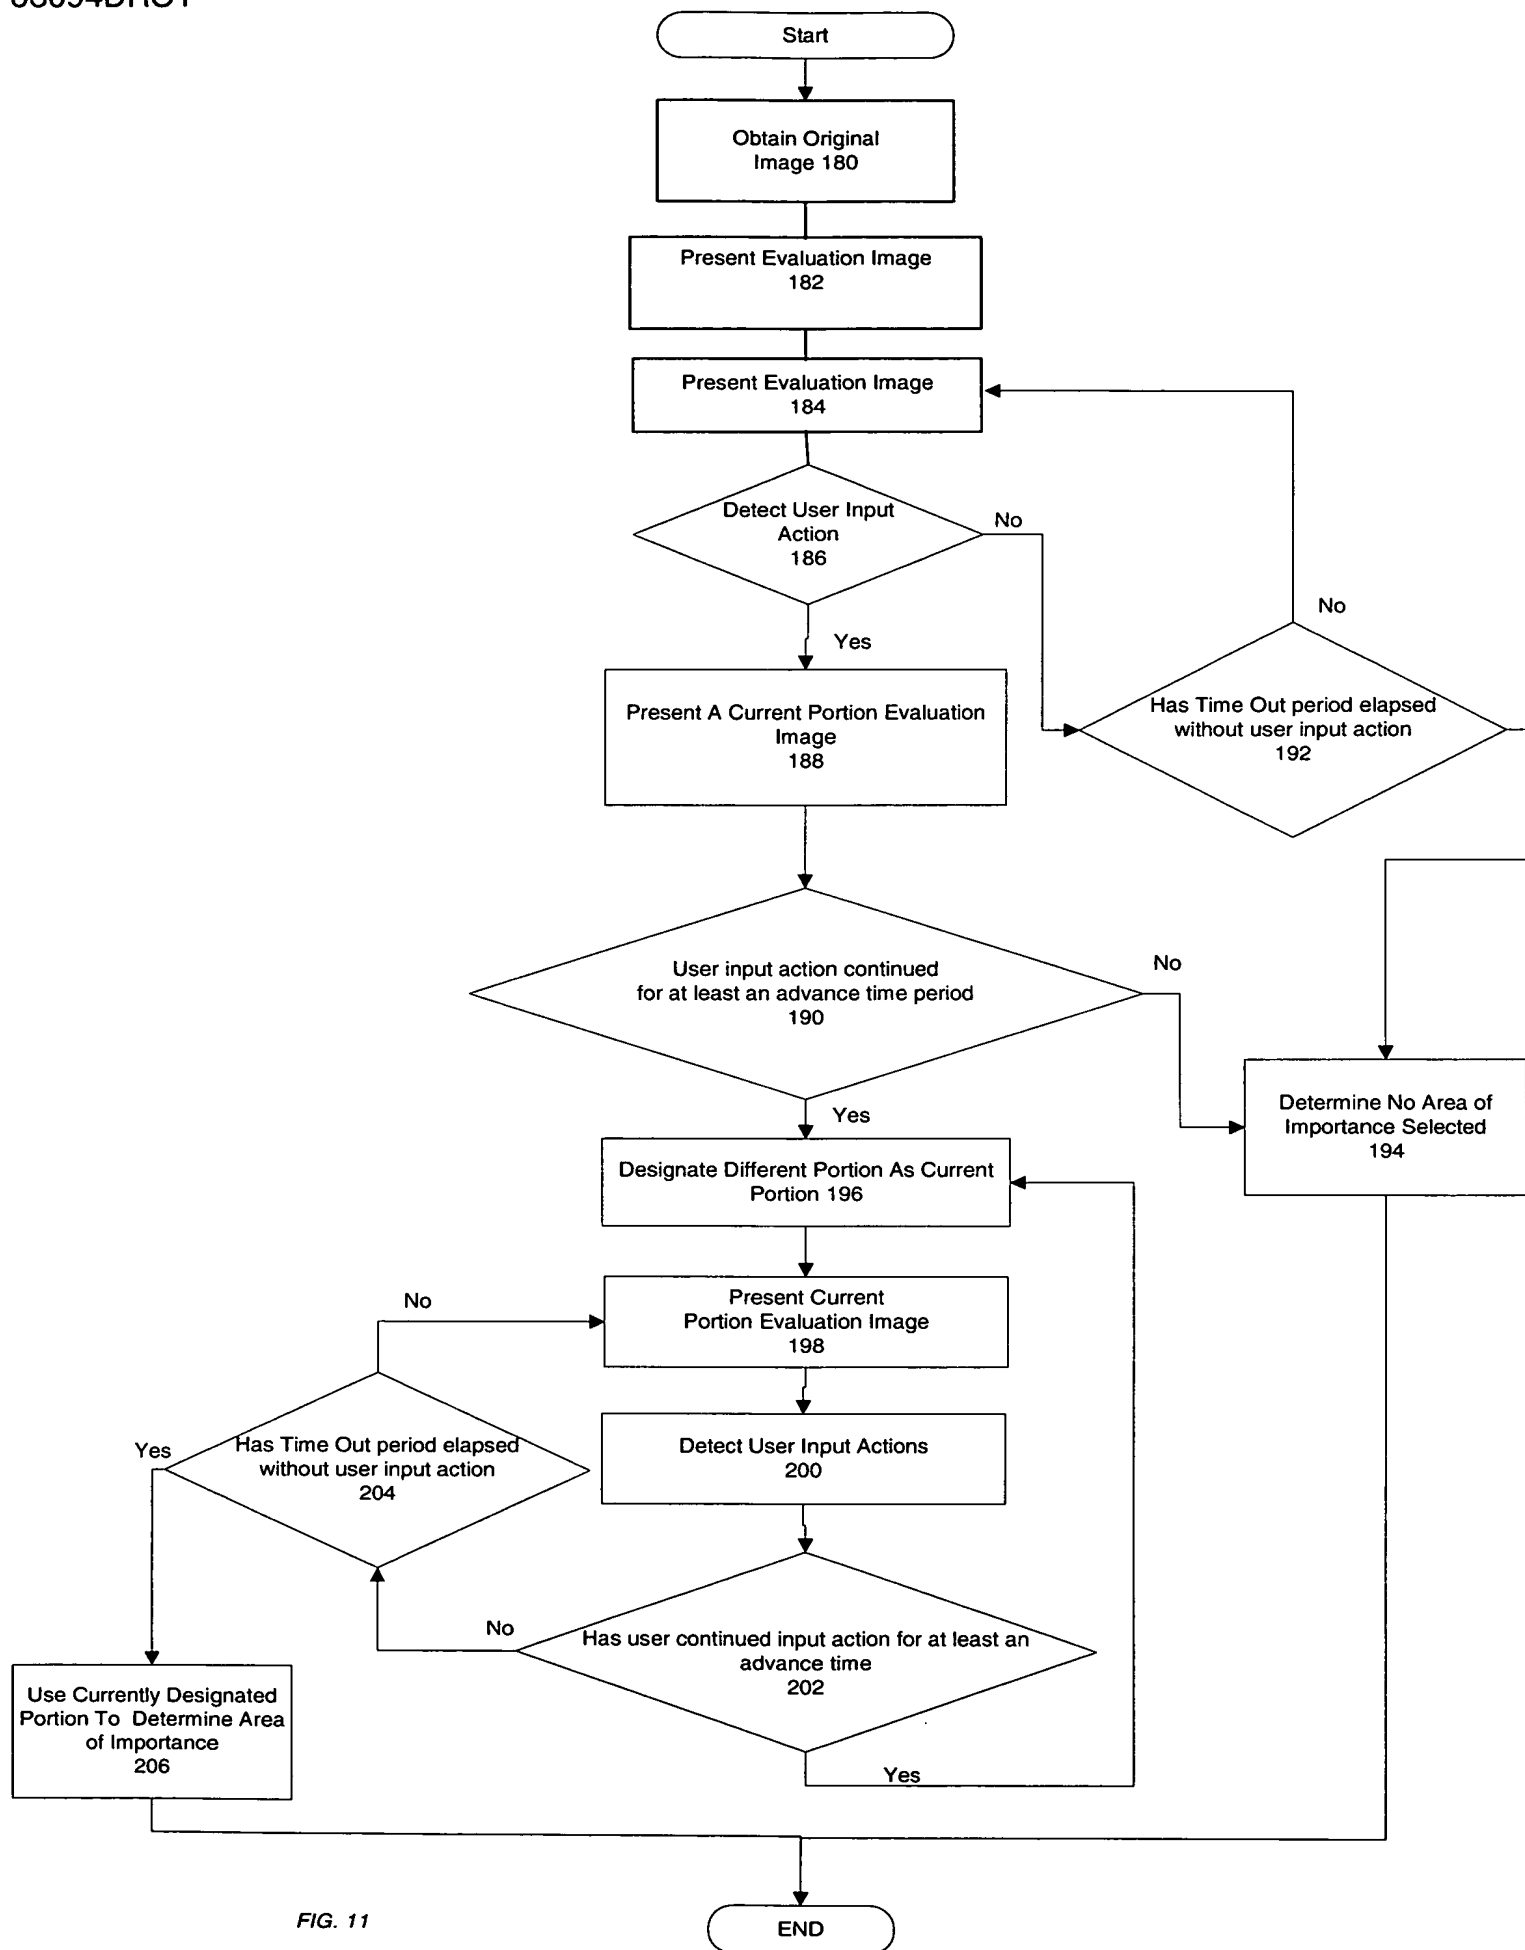 Start
Obtain Original
Image 180
Present Evaluation Image
182
Present Evaluation Image
184
Detect User Input
Action
186
No
No
Yes
Present A Current Portion Evaluation
Image
188
Has Time Out period elapsed
without user input action
192
User input action continued
for at least an advance time period
190
No
Yes
Determine No Area of
Importance Selected
194
Designate Different Portion As Current
Portion 196
No
Present Current
Portion Evaluation Image
198
Yes
Has Time Out period elapsed
without user input action
204
Detect User Input Actions
200
No
Has user continued input action for at least an
advance time
202
Use Currently Designated
Portion To Determine Area
of Importance
206
Yes
FIG. 11
END